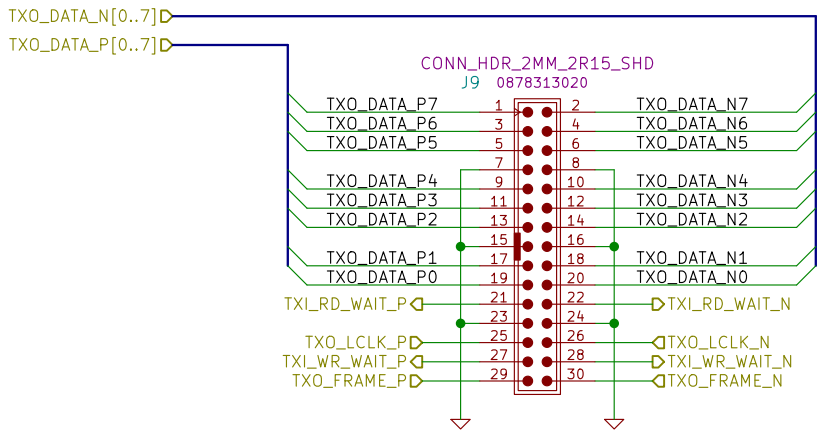 TXO_DATA_N[0..7]
TXO_DATA_P[0..7]
CONN_HDR_2MM_2R15_SHD
J9 0878313020
TXO_DATA_P7 1 2 TXO_DATA_N7
TXO_DATA_P6 3 4 TXO_DATA_N6
TXO_DATA_P5 5 6 TXO_DATA_N5
7 8
TXO_DATA_P4 9 10 TXO_DATA_N4
TXO_DATA_P3 11 12 TXO_DATA_N3
TXO_DATA_P2 13 14 TXO_DATA_N2
15 16
TXO_DATA_P1 17 18 TXO_DATA_N1
TXO_DATA_P0 19 20 TXO_DATA_N0
TXI_RD_WAIT_P 21 22 TXI_RD_WAIT_N
23 24
TXO_LCLK_P 25 26 TXO_LCLK_N
TXI_WR_WAIT_P 27 28 TXI_WR_WAIT_N
TXO_FRAME_P 29 30 TXO_FRAME_N